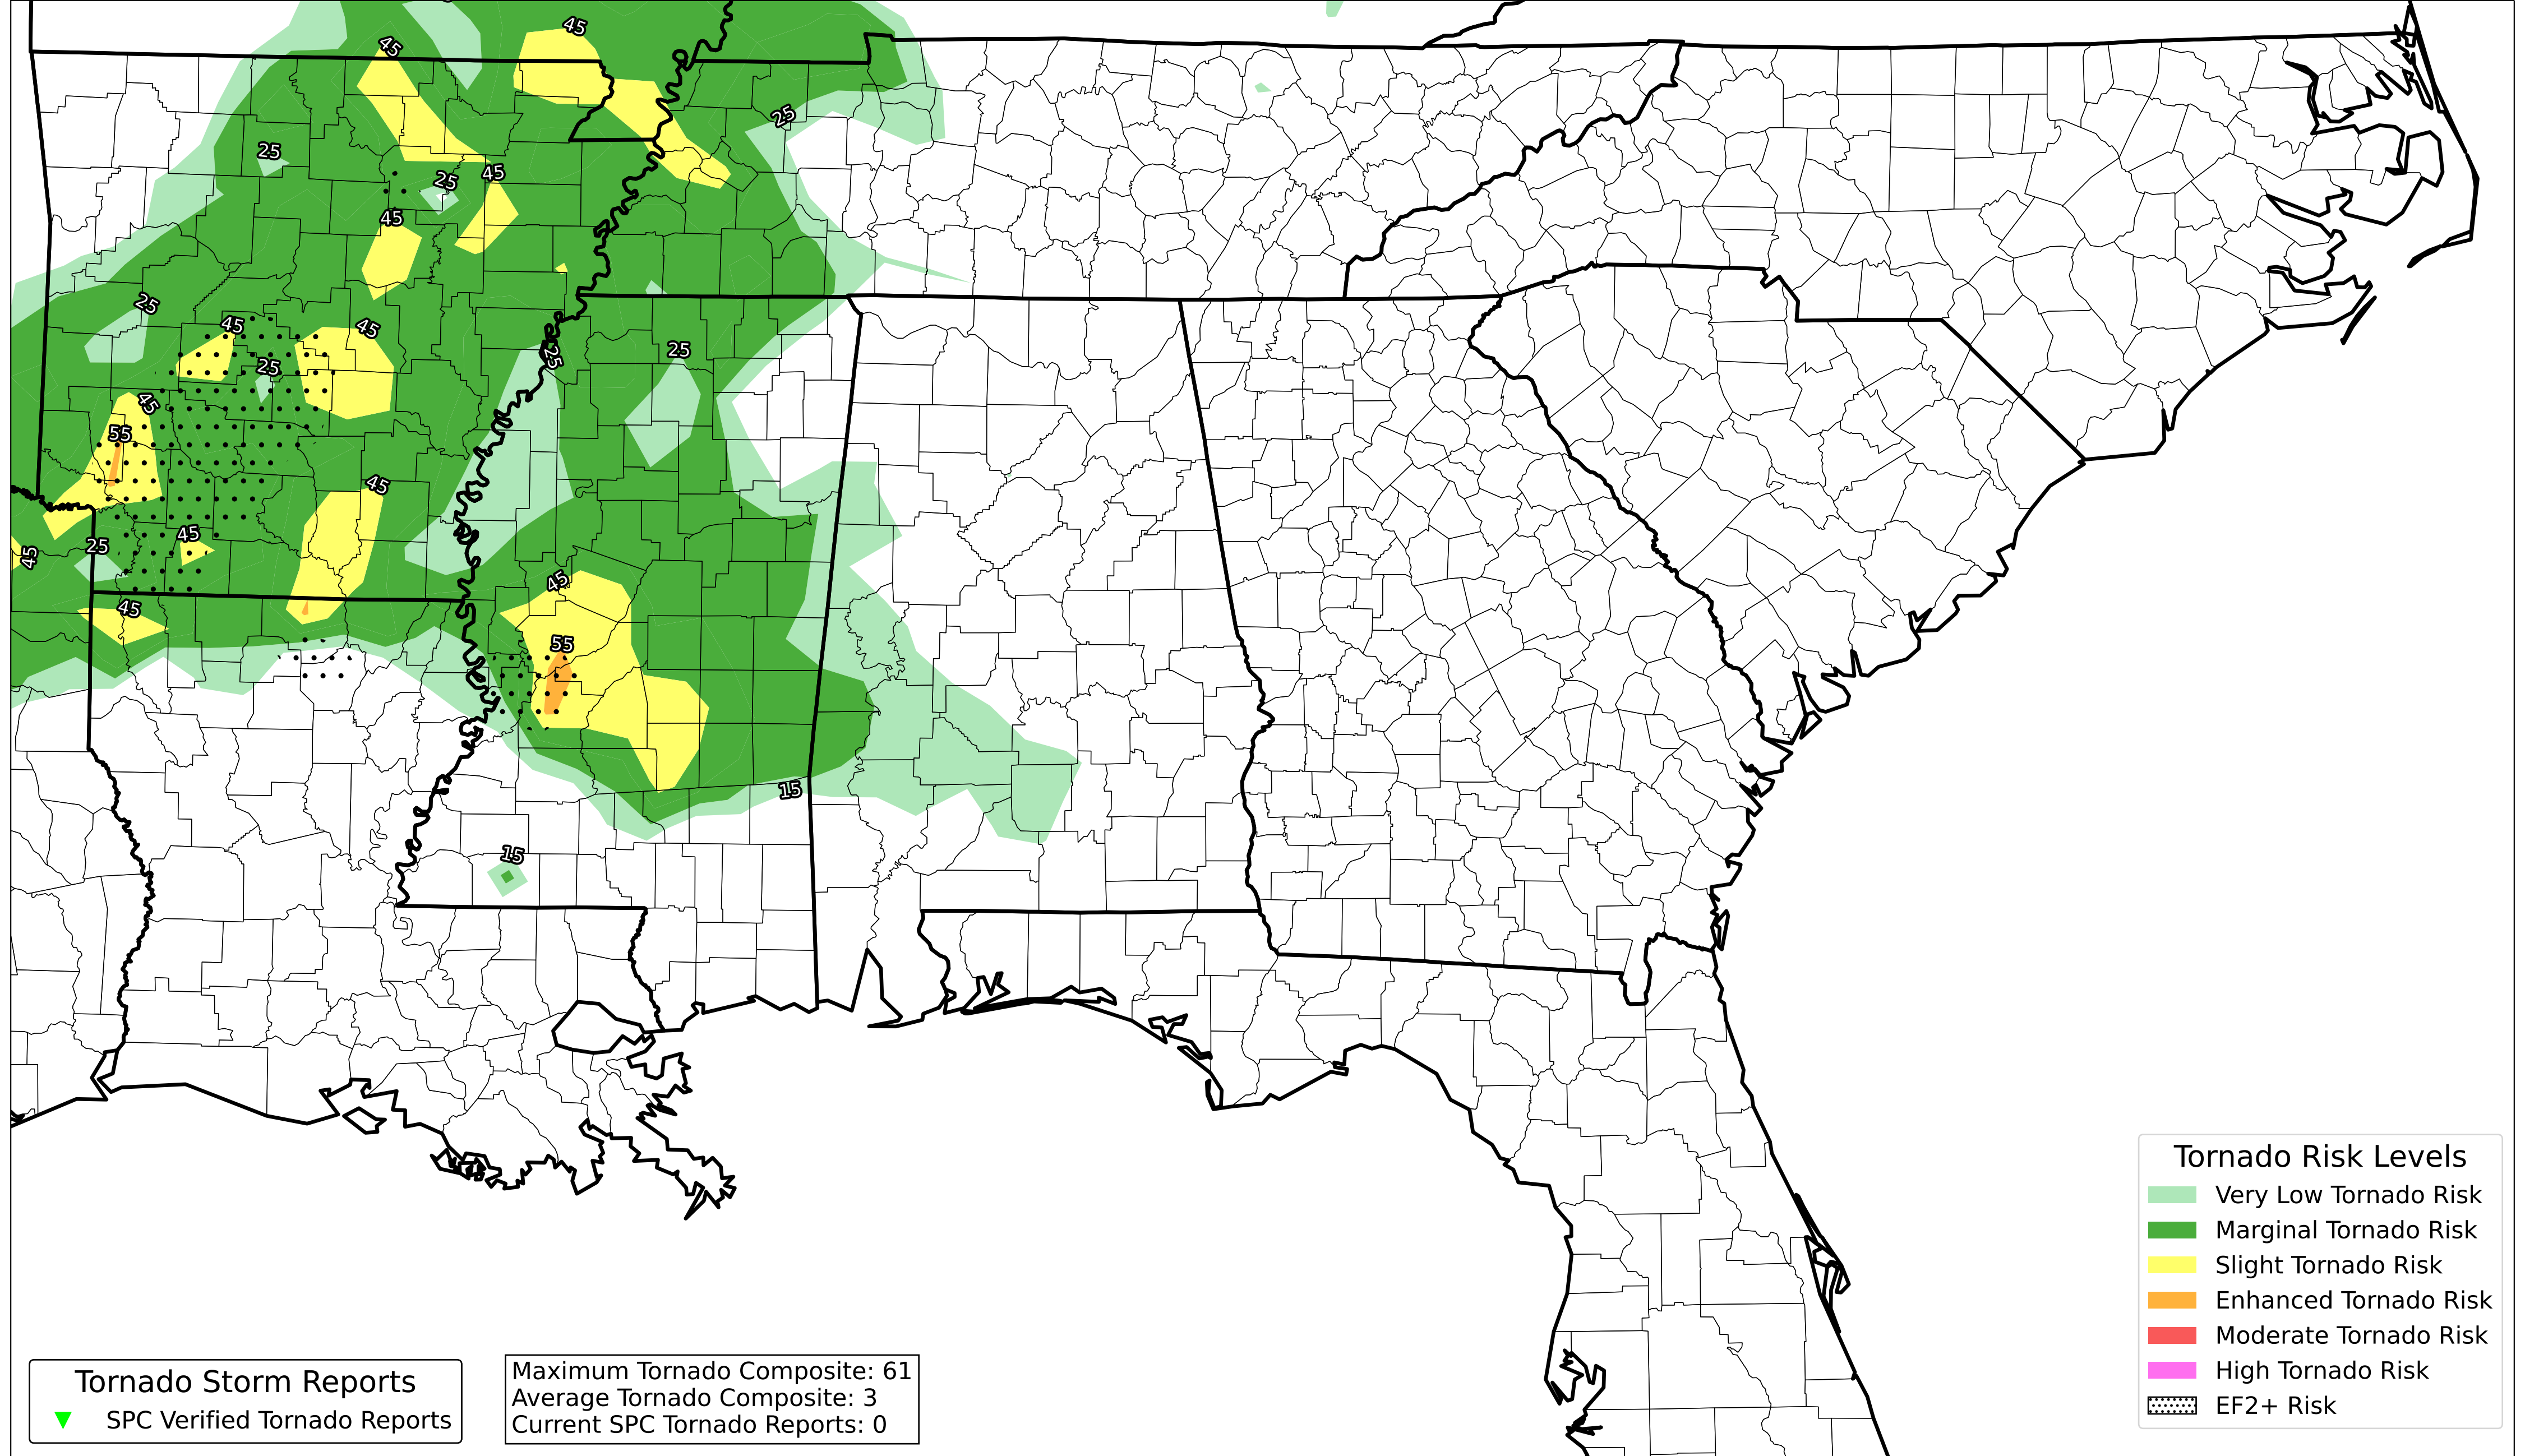 45
45
25
25
25
45
45
25
45
45
25
25
25
45
55
45
25
45
45
45
45
55
15
15
Tornado Risk Levels
Very Low Tornado Risk
Marginal Tornado Risk
Slight Tornado Risk
Enhanced Tornado Risk
Moderate Tornado Risk
High Tornado Risk
EF2+ Risk
Tornado Storm Reports
SPC Verified Tornado Reports
Maximum Tornado Composite: 61
Average Tornado Composite: 3
Current SPC Tornado Reports: 0